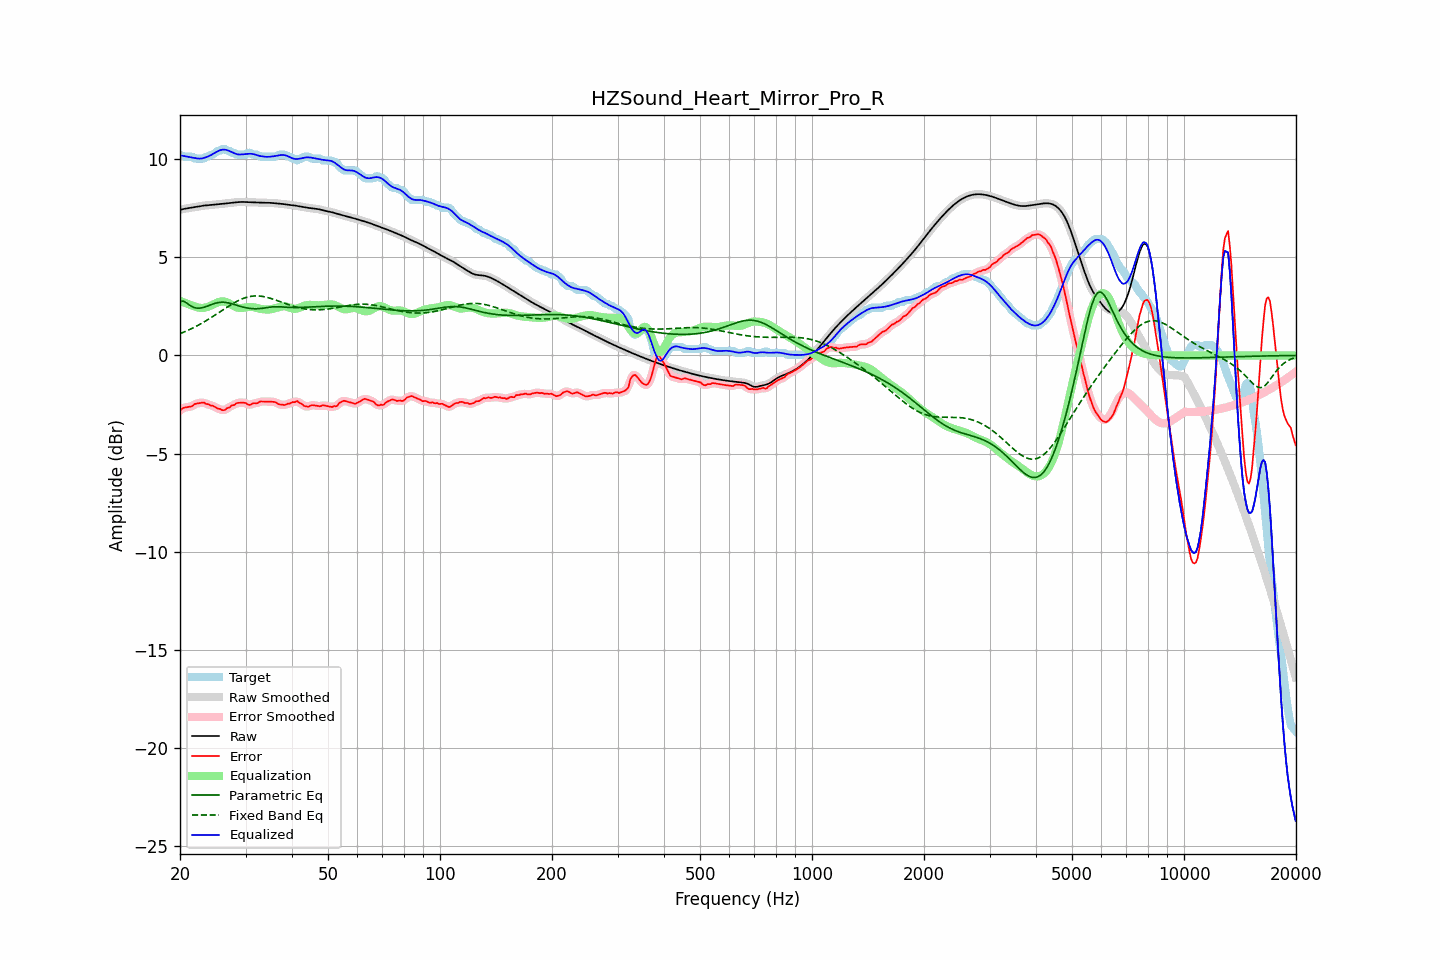 HZSound_Heart_Mirror_Pro_R
Amplitude (dBr)
10
5
0
−5
−10
−15
−20
−25
Target
Raw Smoothed
Error Smoothed
Raw
Error
Equalization
Parametric Eq
Fixed Band Eq
Equalized
20 50 100 200 500 1000 2000 5000 10000 20000
Frequency (Hz)